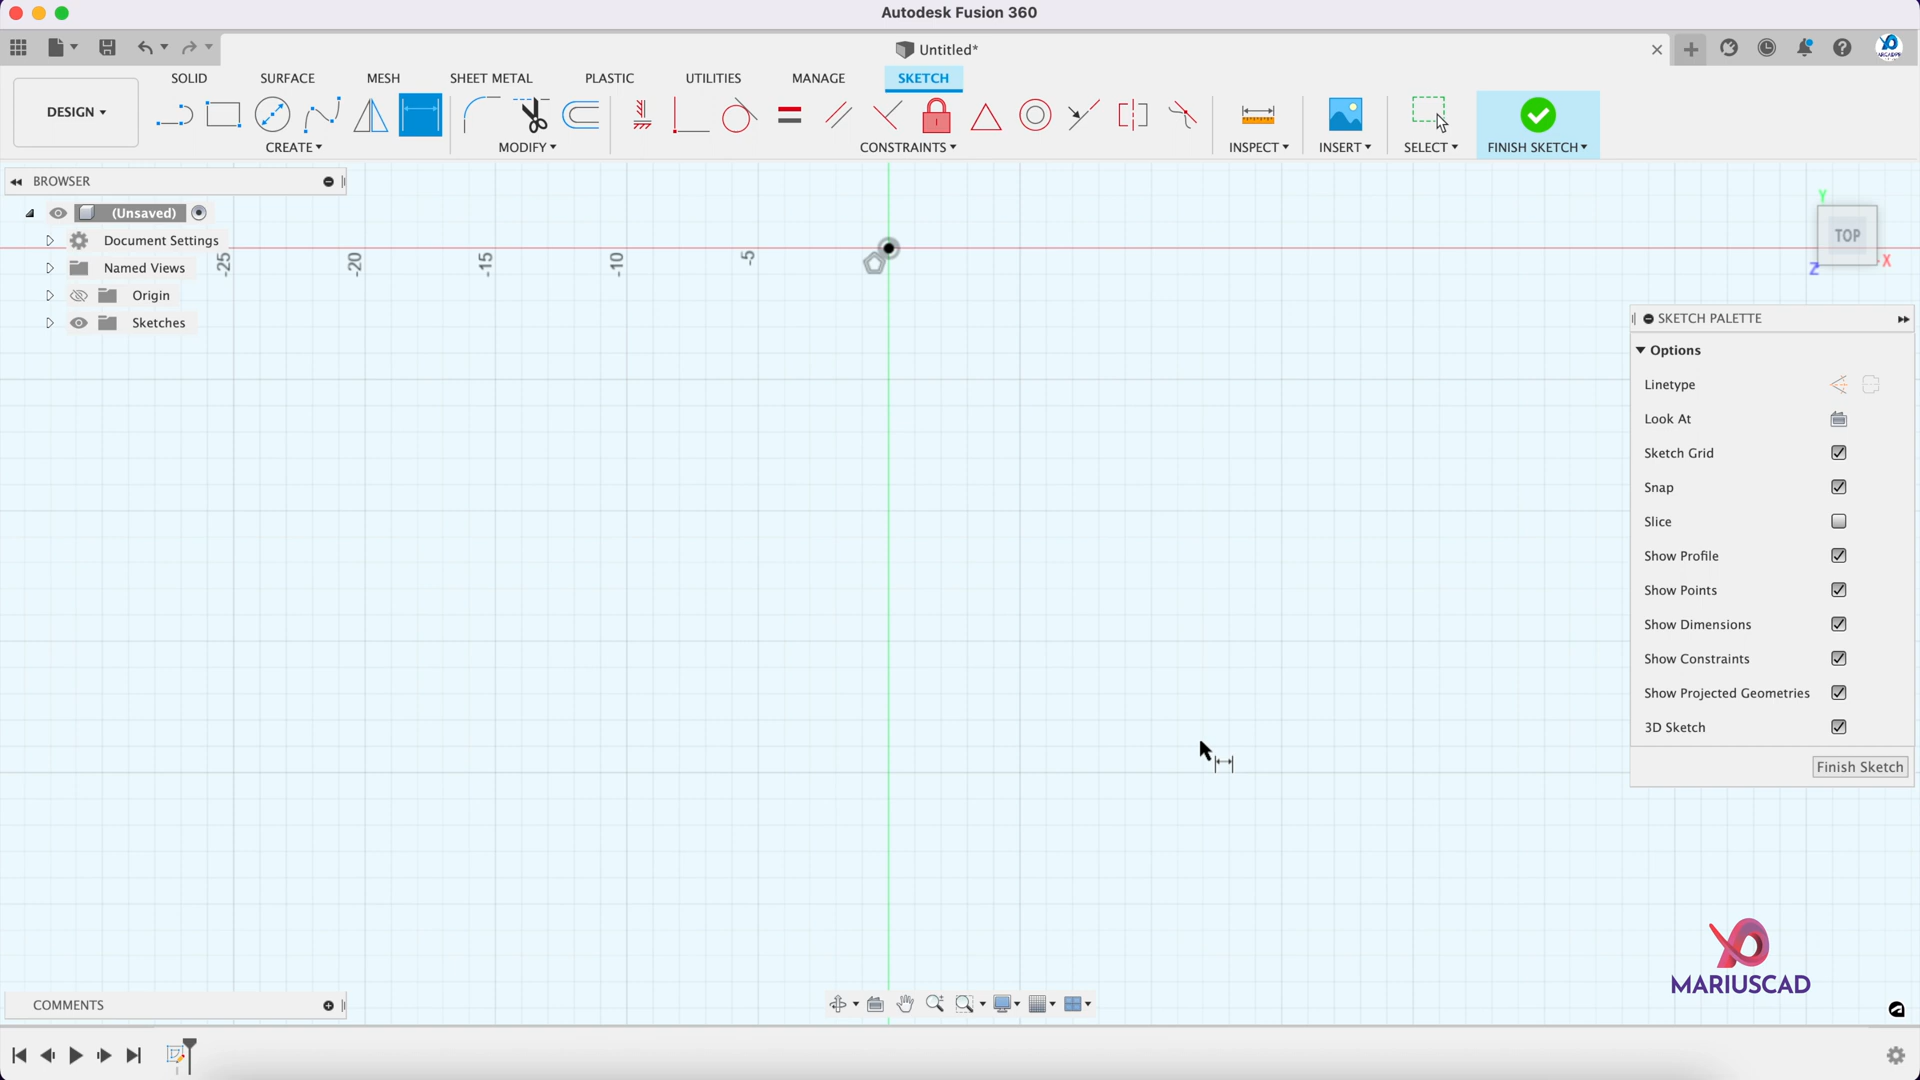 Autodesk Fusion 360
Untitled*
SOLID SURFACE MESH SHEET METAL PLASTIC UTILITIES MANAGE SKETCH
DESIGN
CREATE MODIFY CONSTRAINTS INSPECT INSERT SELECT FINISH SKETCH
BROWSER
(Unsaved)
Document Settings
Named Views
Origin
Sketches
-25 -20 -15 -10 -5
Y
TOP
X
Z
SKETCH PALETTE
Options
Linetype
Look At
Sketch Grid
Snap
Slice
Show Profile
Show Points
Show Dimensions
Show Constraints
Show Projected Geometries
3D Sketch
Finish Sketch
MARIUSCAD
COMMENTS